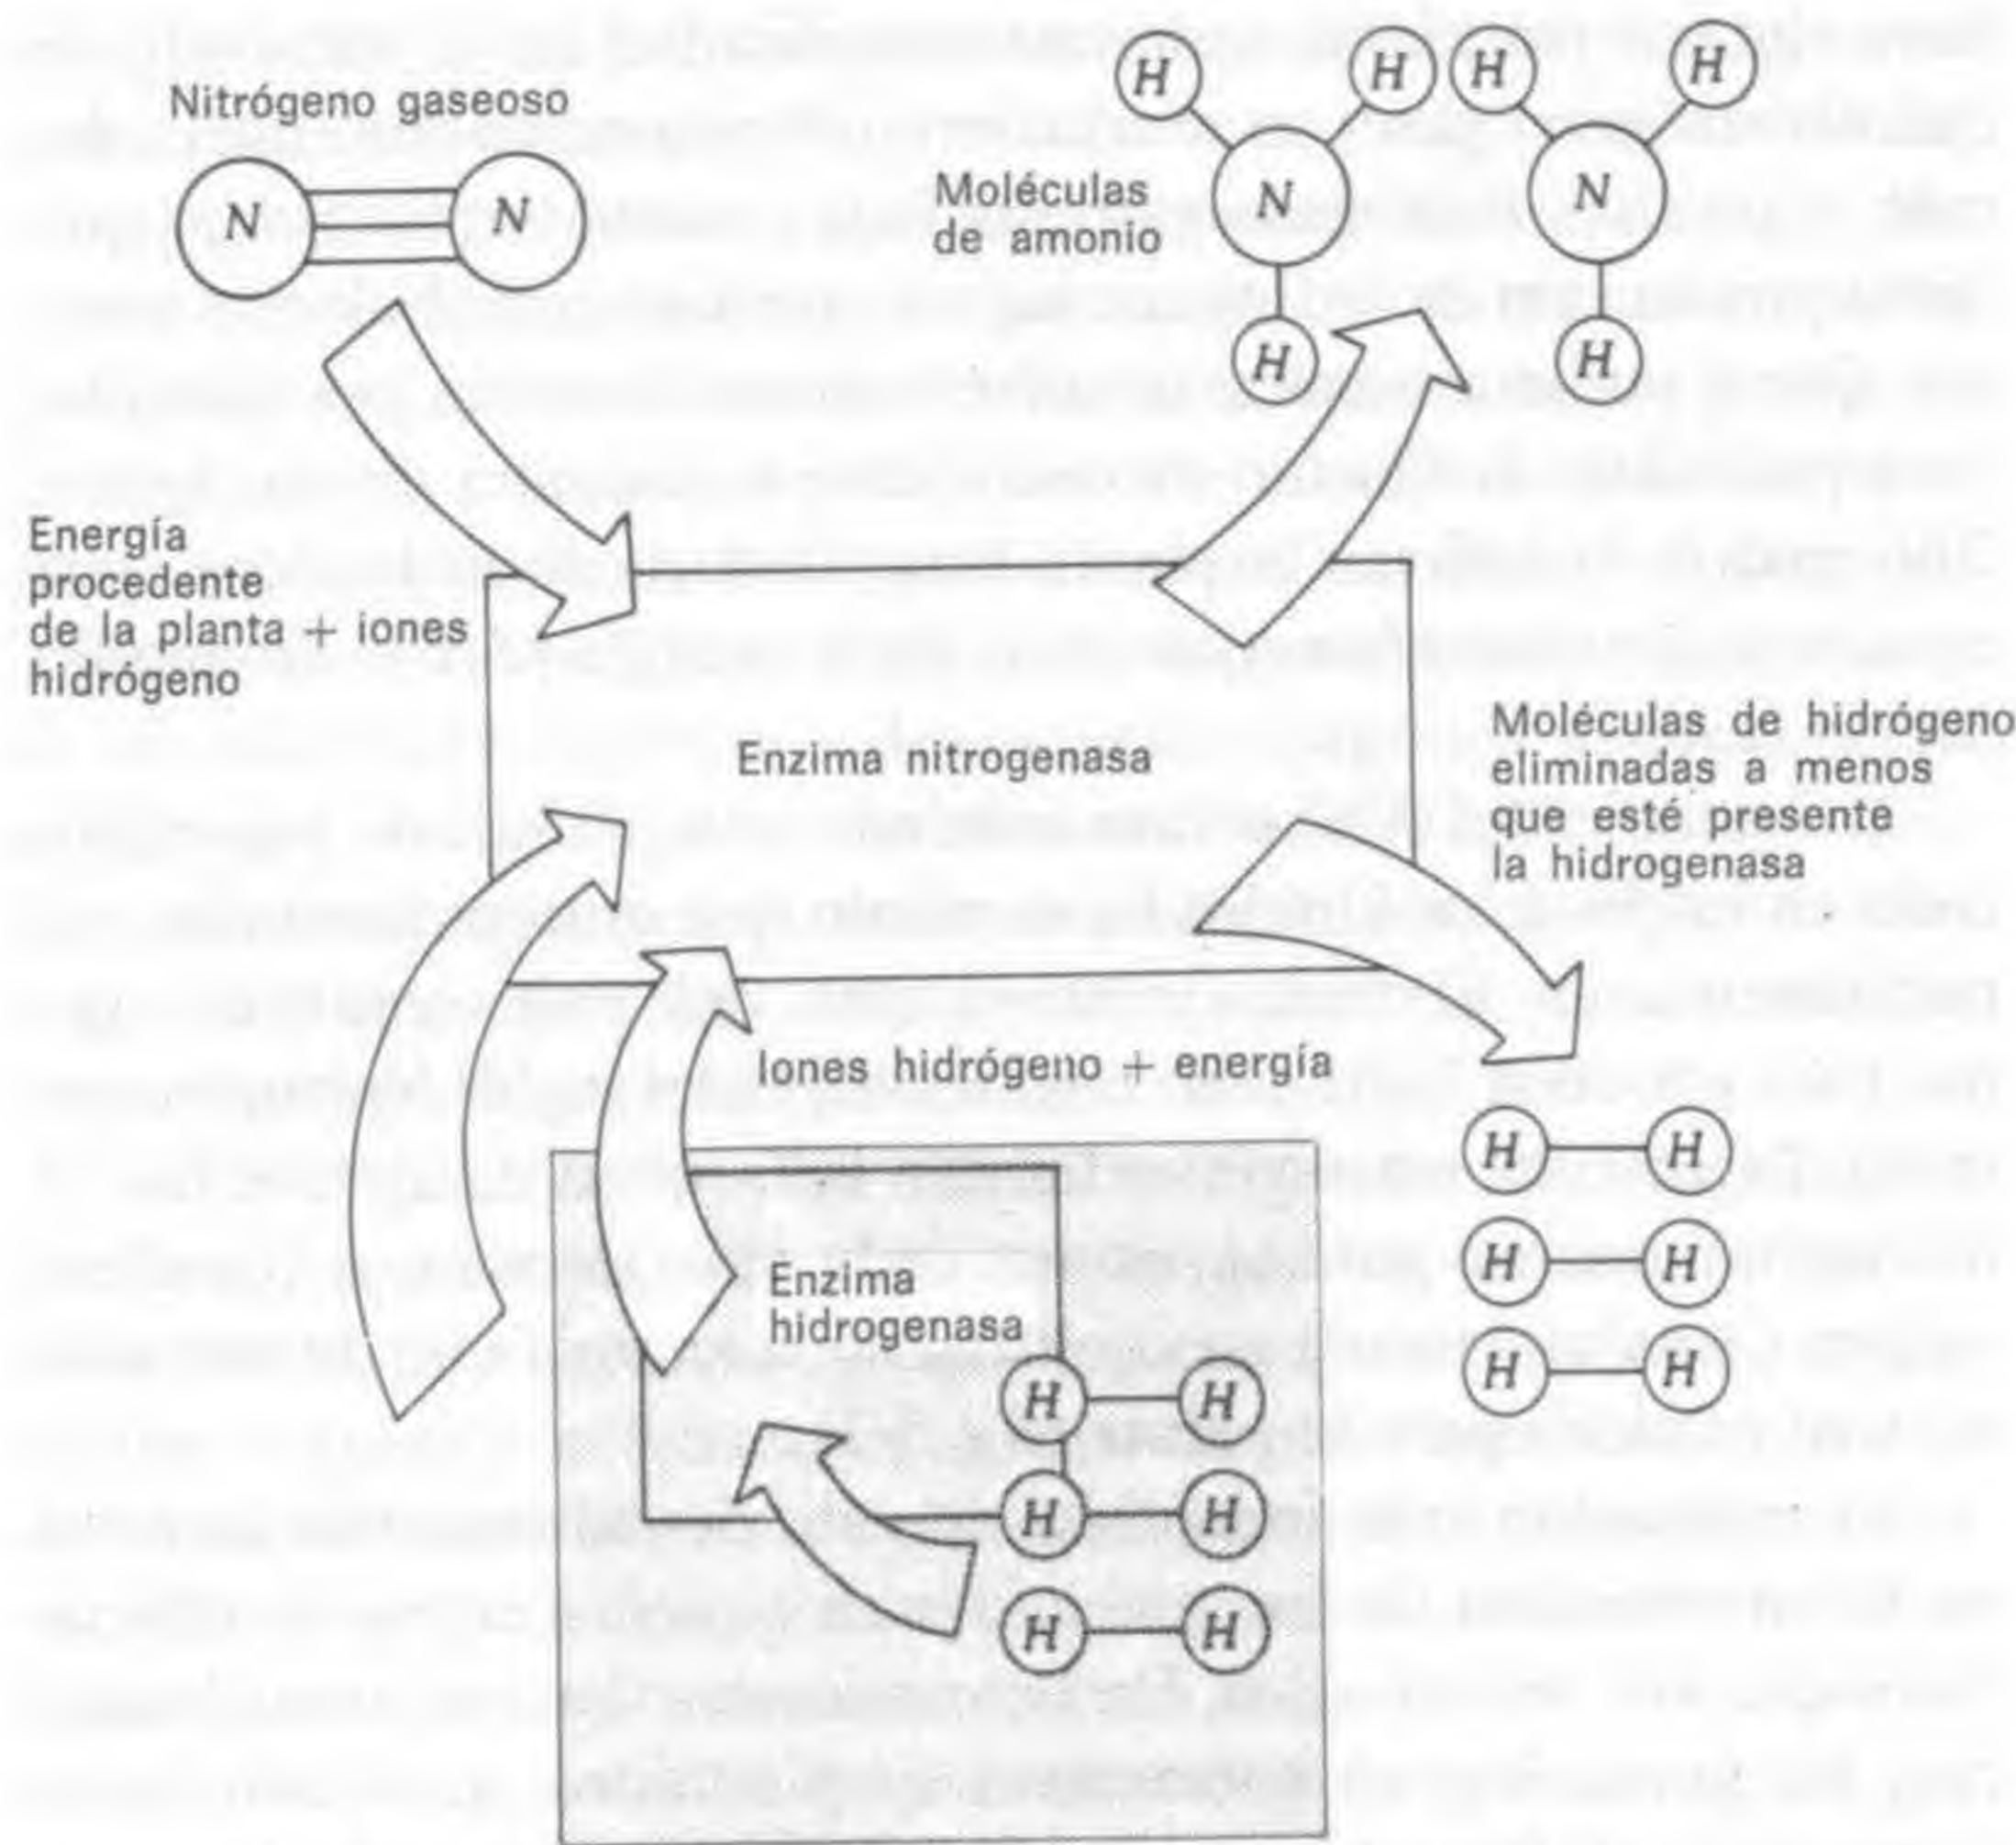 Nitrógeno gaseoso
N N
H H H H
Moléculas
de amonio
N N
H H
Energía
procedente
de la planta + iones
hidrógeno
Enzima nitrogenasa
Moléculas de hidrógeno
eliminadas a menos
que esté presente
la hidrogenasa
Iones hidrógeno + energía
H H
H H
H H
Enzima
hidrogenasa
H H
H H
H H